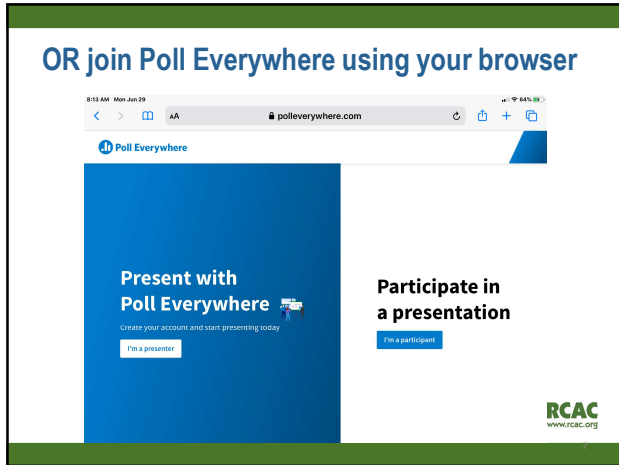 OR join Poll Everywhere using your browser
8:13 AM Mon Jun 29
64%
AA
polleverywhere.com
Poll Everywhere
Present with
Poll Everywhere
Create your account and start presenting today
I'm a presenter
Participate in
a presentation
I'm a participant
RCAC
www.rcac.org
7